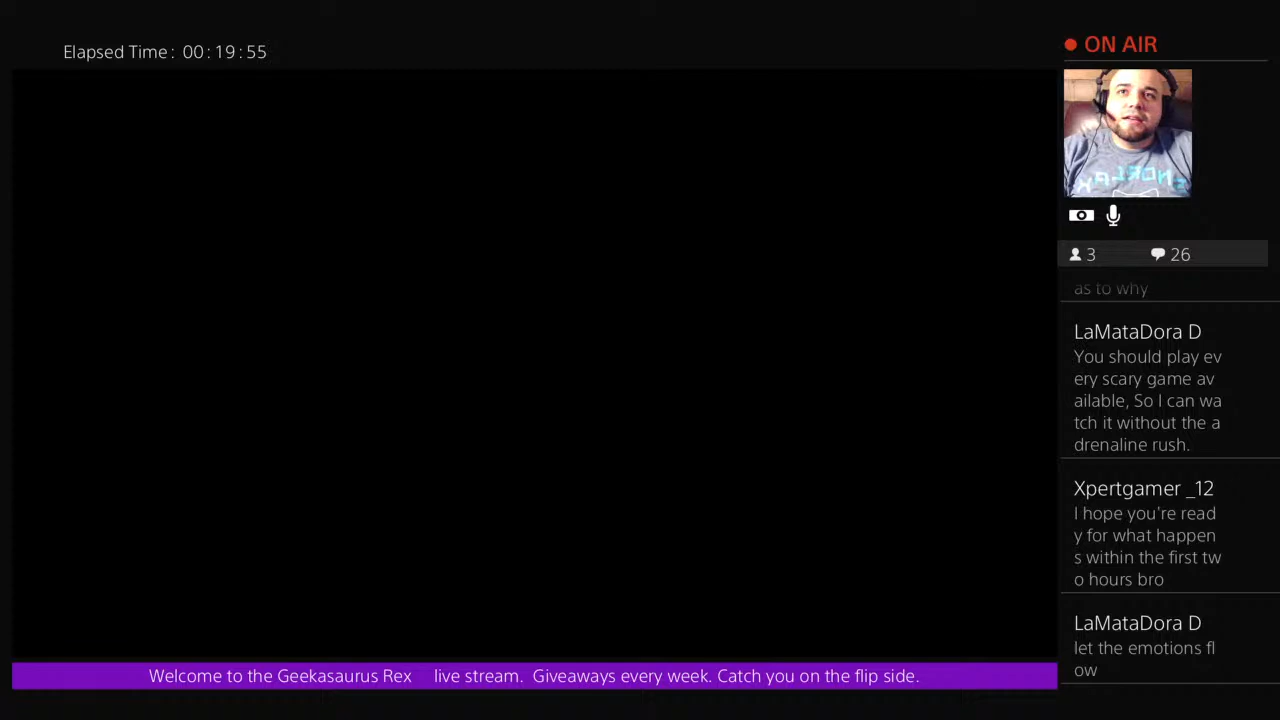 Elapsed Time: 00:19:55
ON AIR
3 26
as to why
LaMataDora D
You should play ev
ery scary game av
ailable, So I can wa
tch it without the a
drenaline rush.
Xpertgamer _12
I hope you're read
y for what happen
s within the first tw
o hours bro
LaMataDora D
let the emotions fl
ow
Welcome to the Geekasaurus Rex live stream. Giveaways every week. Catch you on the flip side.